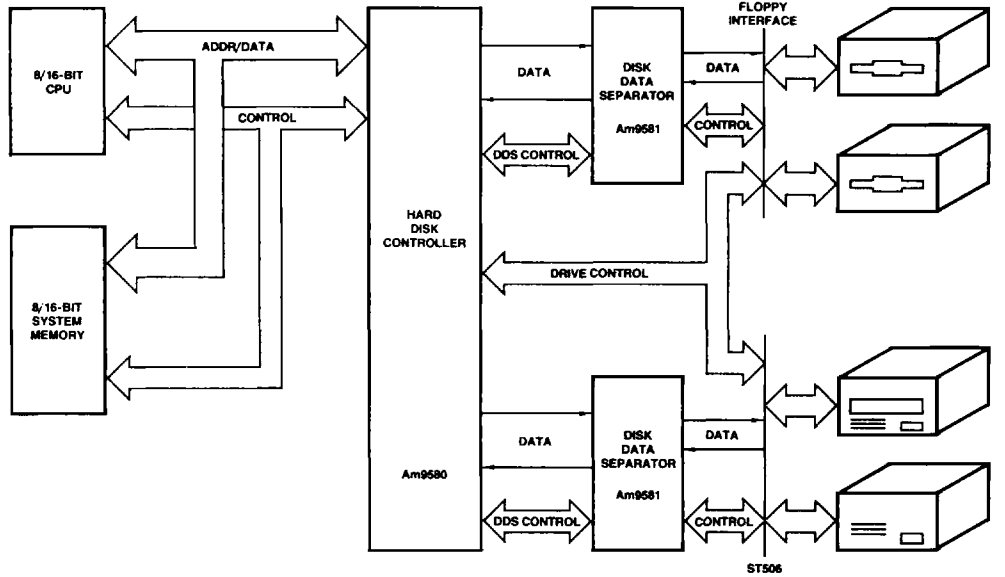 8/16-BIT
CPU
ADDR/DATA
CONTROL
8/16-BIT
SYSTEM
MEMORY
HARD
DISK
CONTROLLER
Am9580
DATA
DDS CONTROL
DISK
DATA
SEPARATOR
Am9581
DATA
CONTROL
FLOPPY
INTERFACE
DRIVE CONTROL
DATA
DDS CONTROL
DISK
DATA
SEPARATOR
Am9581
DATA
CONTROL
ST506